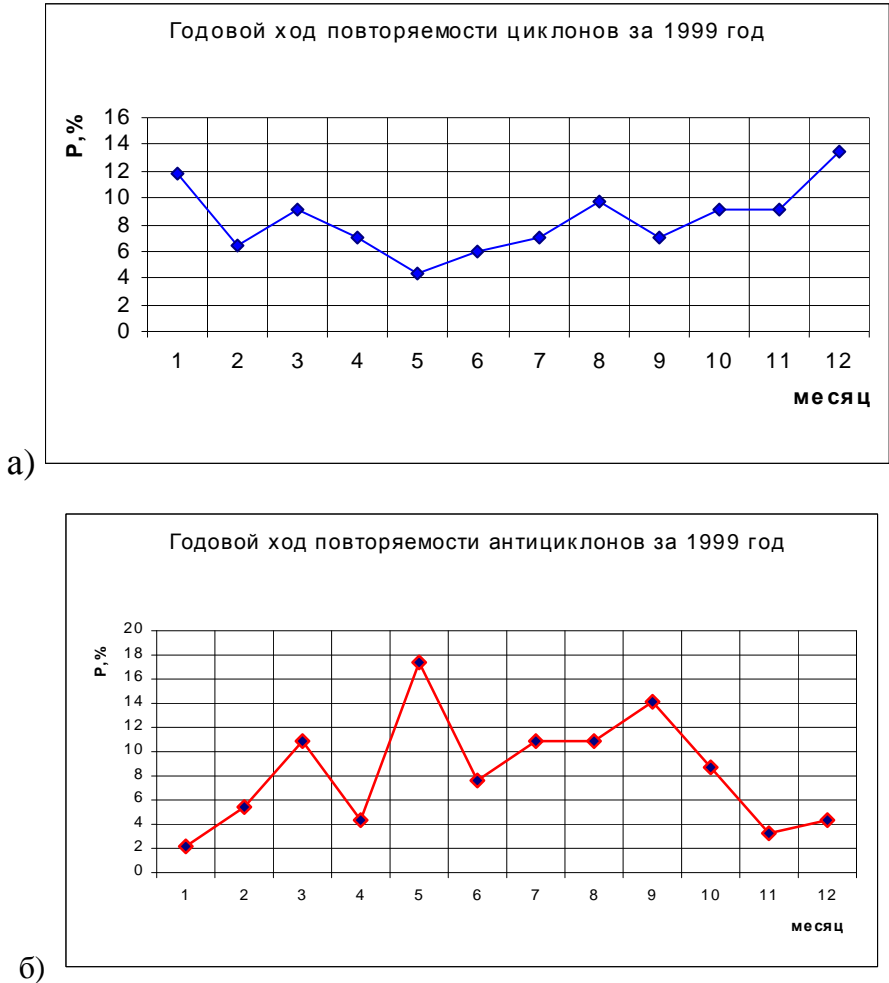 Годовой ход повторяемости циклонов за 1999 год
P,%
16
14
12
10
8
6
4
2
0
1 2 3 4 5 6 7 8 9 10 11 12
месяц
а)
Годовой ход повторяемости антициклонов за 1999 год
P,%
20
18
16
14
12
10
8
6
4
2
0
1 2 3 4 5 6 7 8 9 10 11 12
месяц
б)